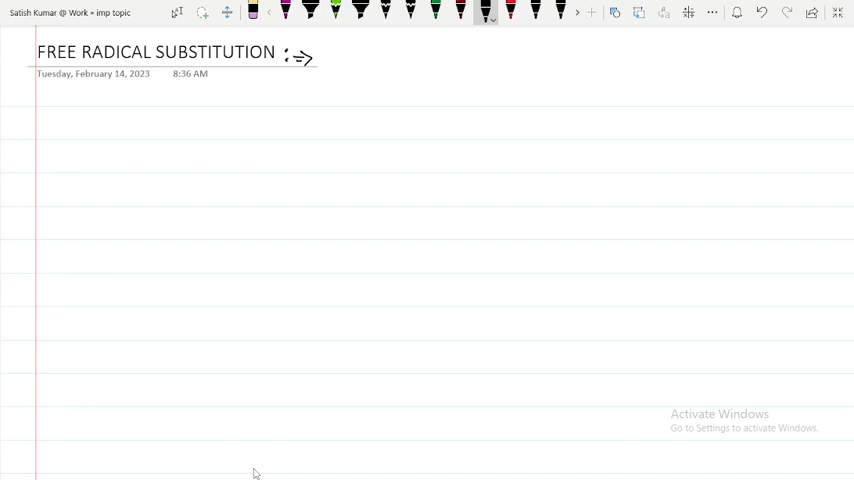 Satish Kumar @ Work » imp topic
FREE RADICAL SUBSTITUTION :⇒
Tuesday, February 14, 2023 8:36 AM
Activate Windows
Go to Settings to activate Windows.